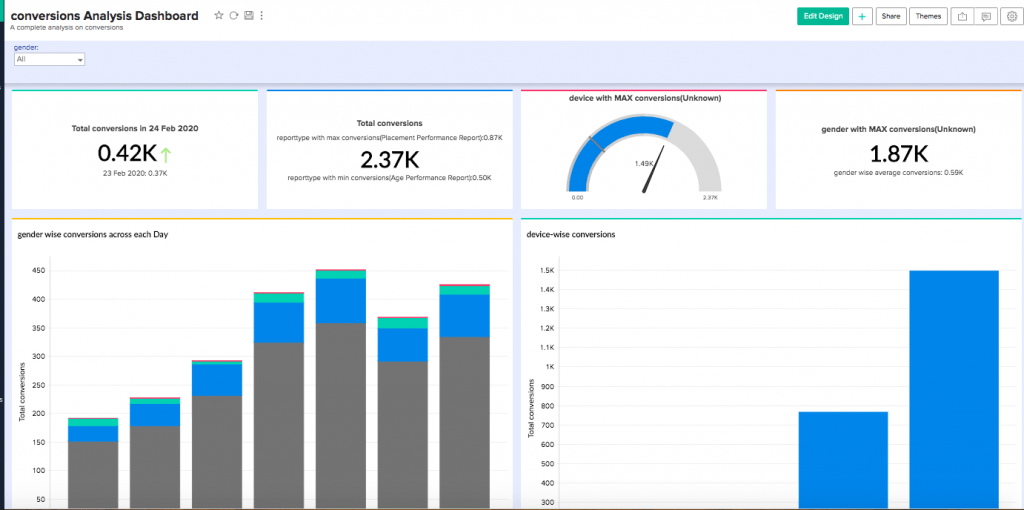 conversions Analysis Dashboard
A complete analysis on conversions
Edit Design
+
Share
Themes
gender:
All
Total conversions in 24 Feb 2020
0.42K
23 Feb 2020: 0.37K
Total conversions
reporttype with max conversions(Placement Performance Report):0.87K
2.37K
reporttype with min conversions(Age Performance Report):0.50K
device with MAX conversions(Unknown)
1.49K
0.00
2.37K
gender with MAX conversions(Unknown)
1.87K
gender wise average conversions: 0.59K
gender wise conversions across each Day
Total conversions
450
400
350
300
250
200
150
100
50
device-wise conversions
Total conversions
1.5K
1.4K
1.3K
1.2K
1.1K
1K
900
800
700
600
500
400
300